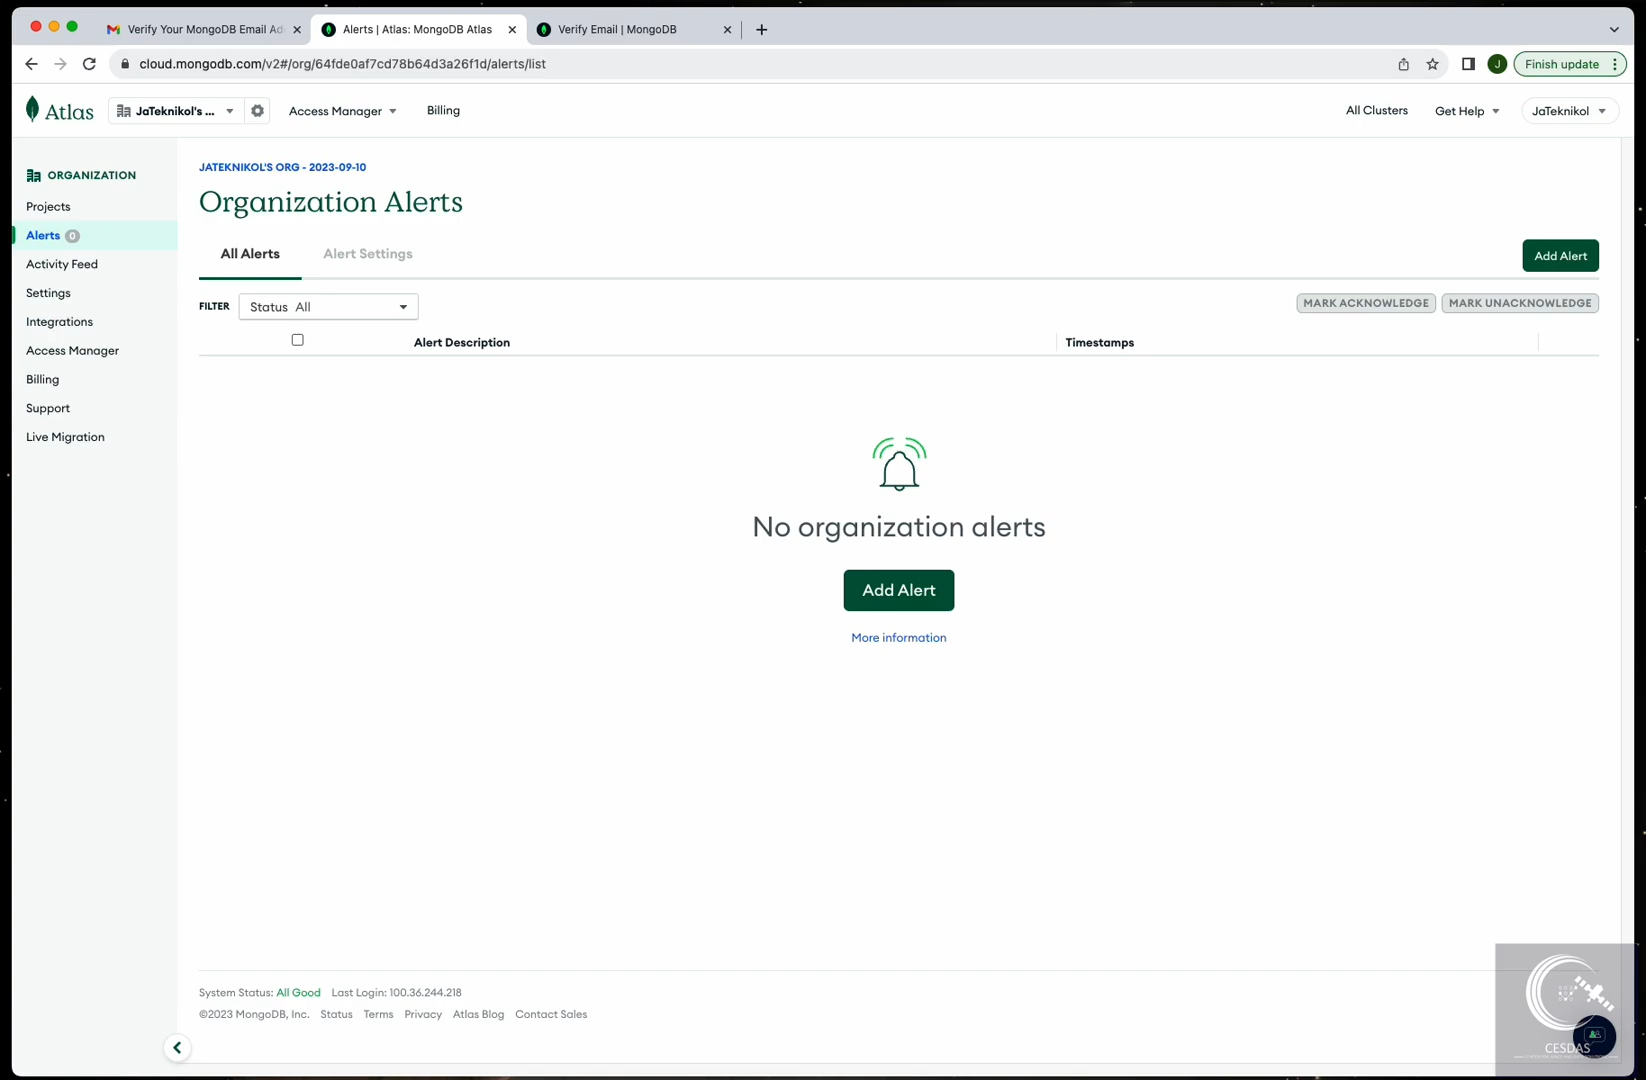 Verify Your MongoDB Email Ad
Alerts | Atlas: MongoDB Atlas
Verify Email | MongoDB
cloud.mongodb.com/v2#/org/64fde0af7cd78b64d3a26f1d/alerts/list
J
Finish update
Atlas
JaTeknikol's ...
Access Manager
Billing
All Clusters
Get Help
JaTeknikol
ORGANIZATION
Projects
Alerts 0
Activity Feed
Settings
Integrations
Access Manager
Billing
Support
Live Migration
JATEKNIKOL'S ORG - 2023-09-10
Organization Alerts
All Alerts
Alert Settings
Add Alert
FILTER
Status All
MARK ACKNOWLEDGE
MARK UNACKNOWLEDGE
Alert Description
Timestamps
No organization alerts
Add Alert
More information
System Status: All Good Last Login: 100.36.244.218
©2023 MongoDB, Inc. Status Terms Privacy Atlas Blog Contact Sales
CESDAS